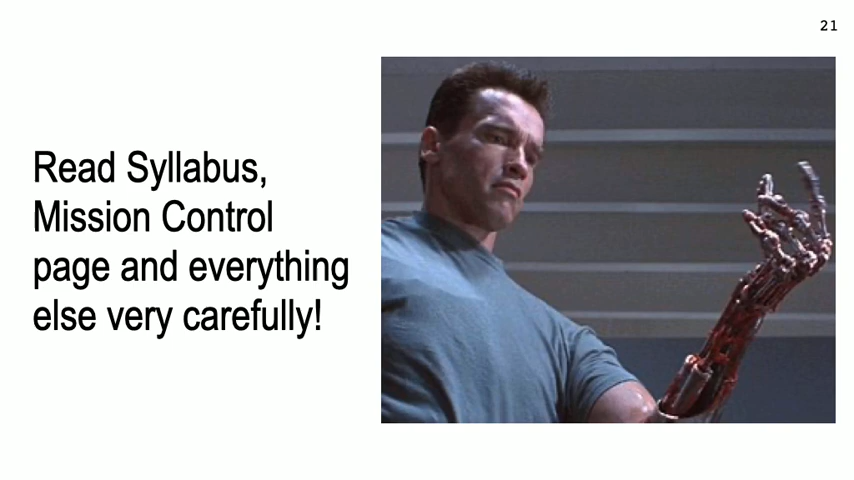 21
Read Syllabus,
Mission Control
page and everything
else very carefully!